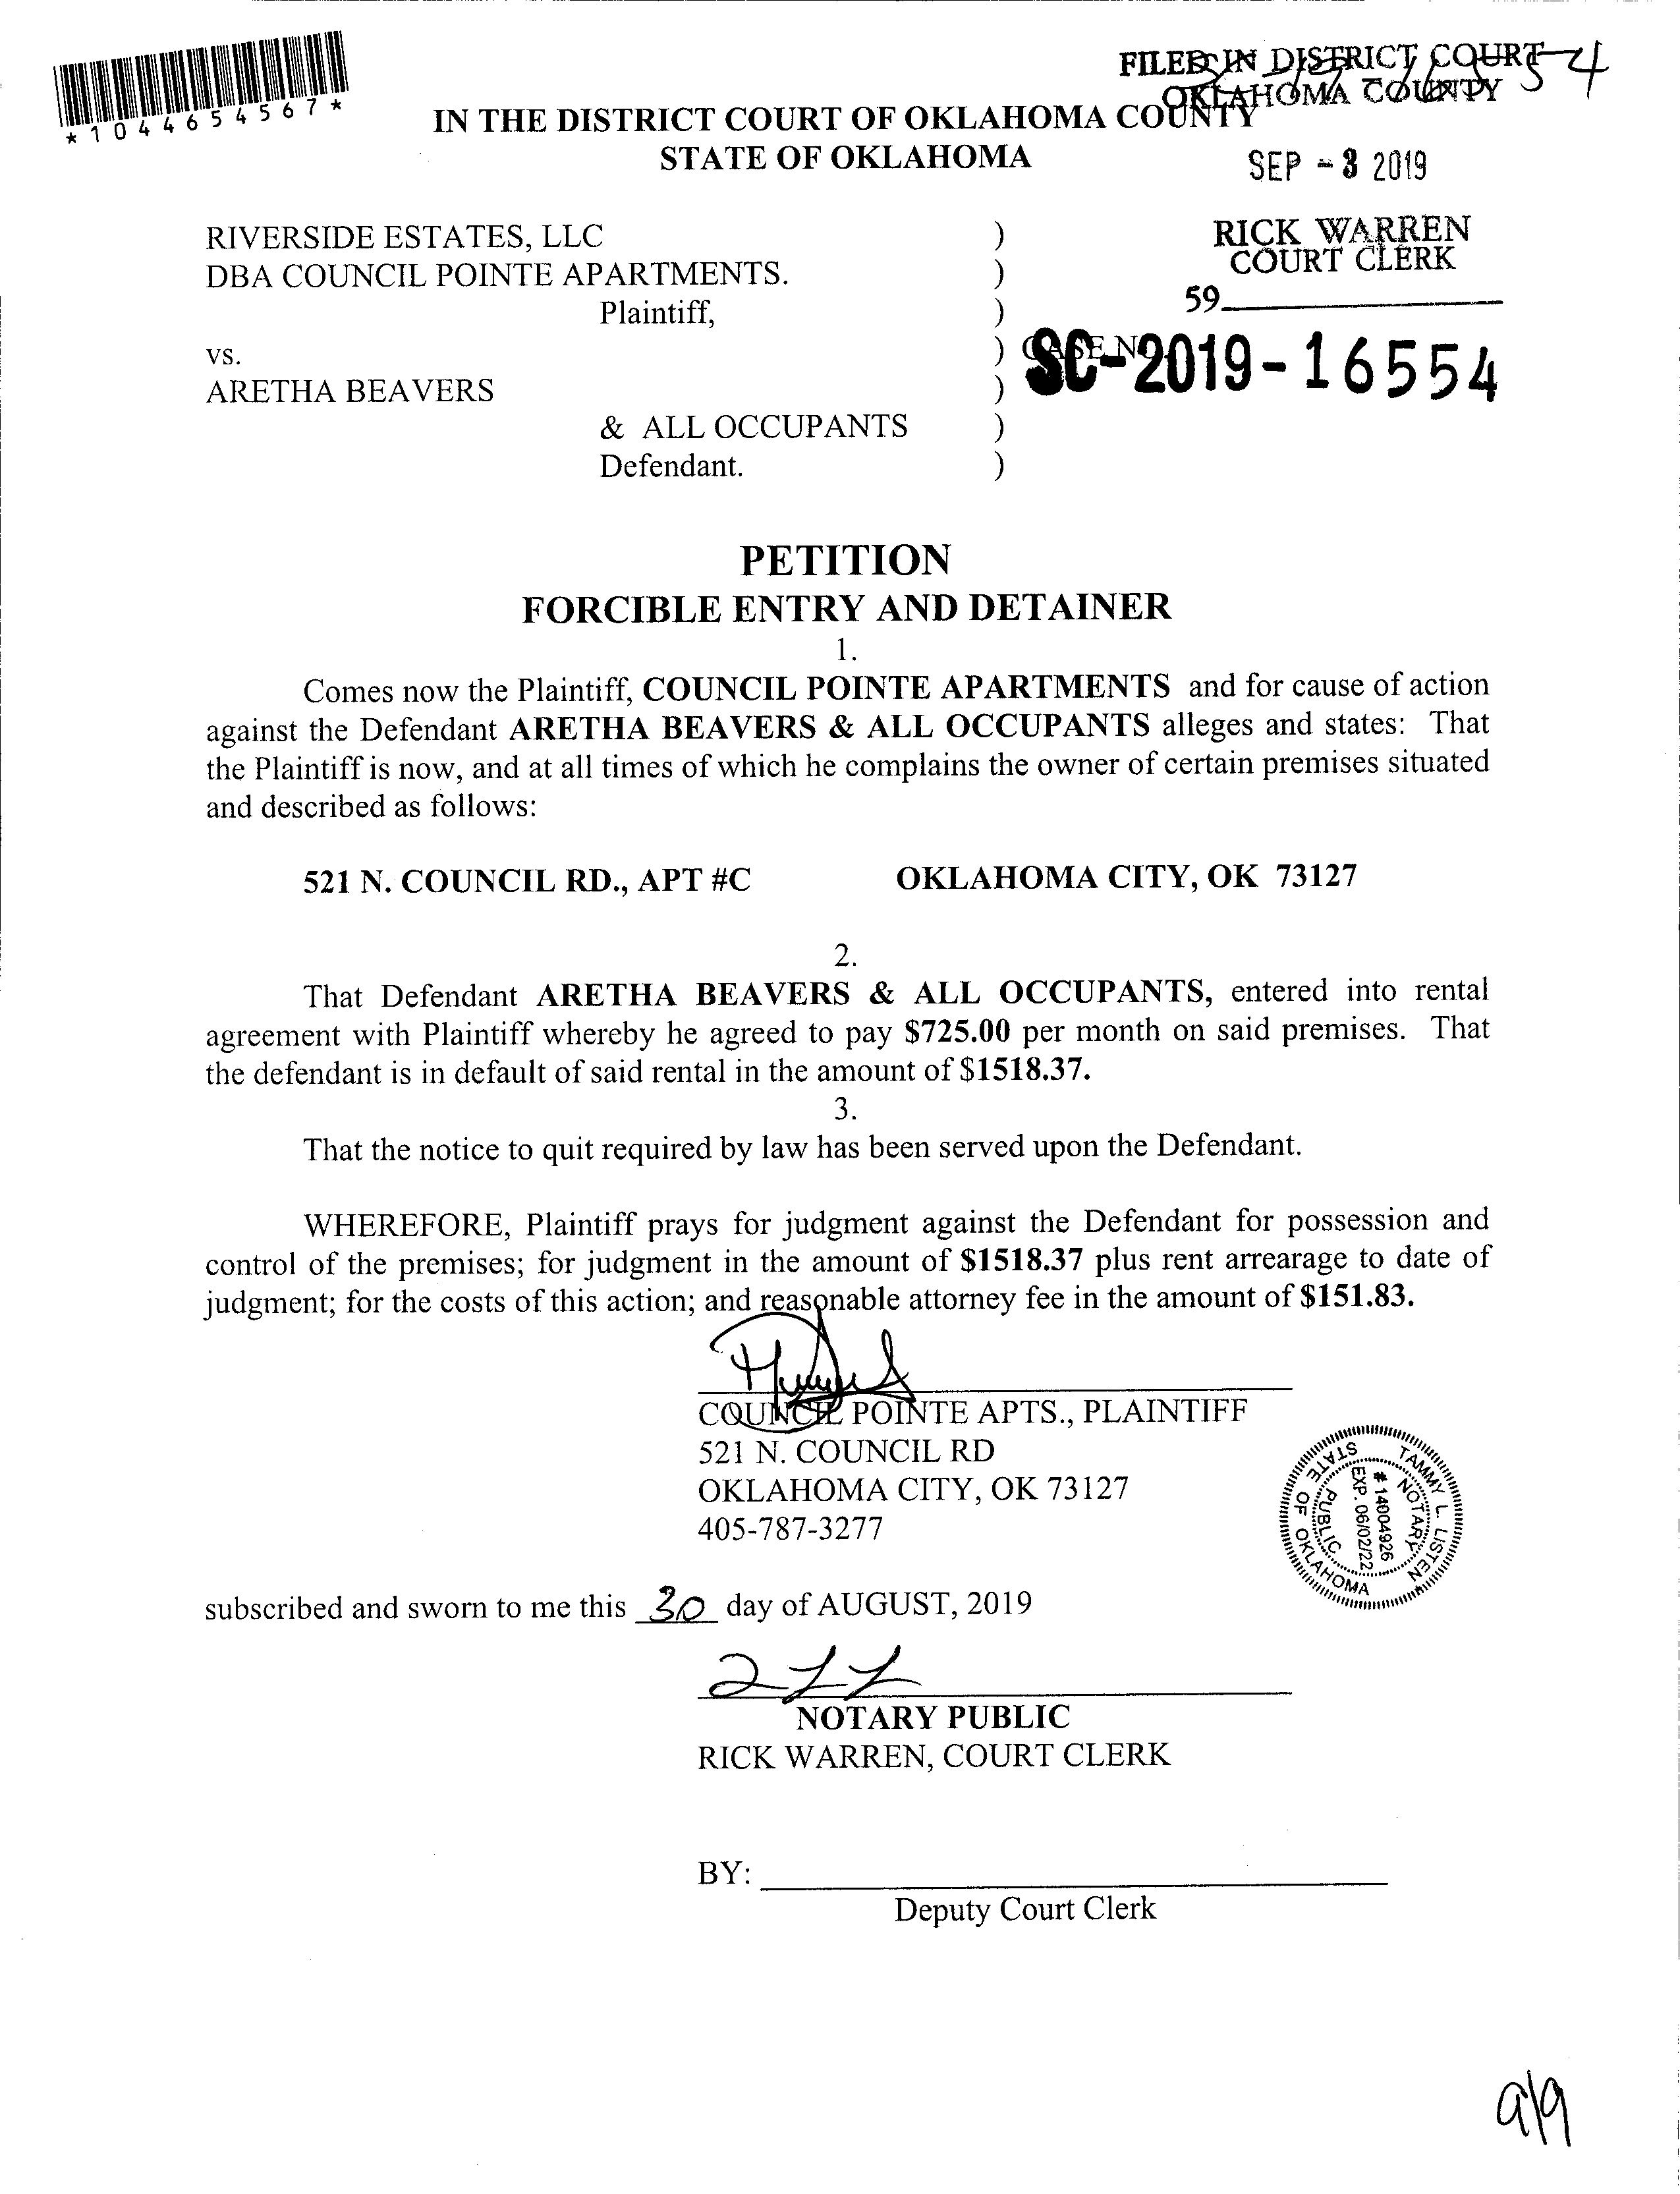 *1044654567*
FILED IN DISTRICT COURT
OKLAHOMA COUNTY
IN THE DISTRICT COURT OF OKLAHOMA COUNTY
STATE OF OKLAHOMA
SEP - 3 2019
RICK WARREN
COURT CLERK
59
RIVERSIDE ESTATES, LLC )
DBA COUNCIL POINTE APARTMENTS. )
Plaintiff, )
vs. ) CASE NO.
SC-2019-16554
ARETHA BEAVERS )
& ALL OCCUPANTS )
Defendant. )
PETITION
FORCIBLE ENTRY AND DETAINER
1.
Comes now the Plaintiff, COUNCIL POINTE APARTMENTS and for cause of action
against the Defendant ARETHA BEAVERS & ALL OCCUPANTS alleges and states: That
the Plaintiff is now, and at all times of which he complains the owner of certain premises situated
and described as follows:
521 N. COUNCIL RD., APT #C OKLAHOMA CITY, OK 73127
2.
That Defendant ARETHA BEAVERS & ALL OCCUPANTS, entered into rental
agreement with Plaintiff whereby he agreed to pay $725.00 per month on said premises. That
the defendant is in default of said rental in the amount of $1518.37.
3.
That the notice to quit required by law has been served upon the Defendant.
WHEREFORE, Plaintiff prays for judgment against the Defendant for possession and
control of the premises; for judgment in the amount of $1518.37 plus rent arrearage to date of
judgment; for the costs of this action; and reasonable attorney fee in the amount of $151.83.
COUNCIL POINTE APTS., PLAINTIFF
521 N. COUNCIL RD
OKLAHOMA CITY, OK 73127
405-787-3277
TAMMY L. LISTEN
NOTARY
# 14004926
EXP. 06/02/22
PUBLIC
STATE OF OKLAHOMA
subscribed and sworn to me this 30 day of AUGUST, 2019
NOTARY PUBLIC
RICK WARREN, COURT CLERK
BY:
Deputy Court Clerk
9/9